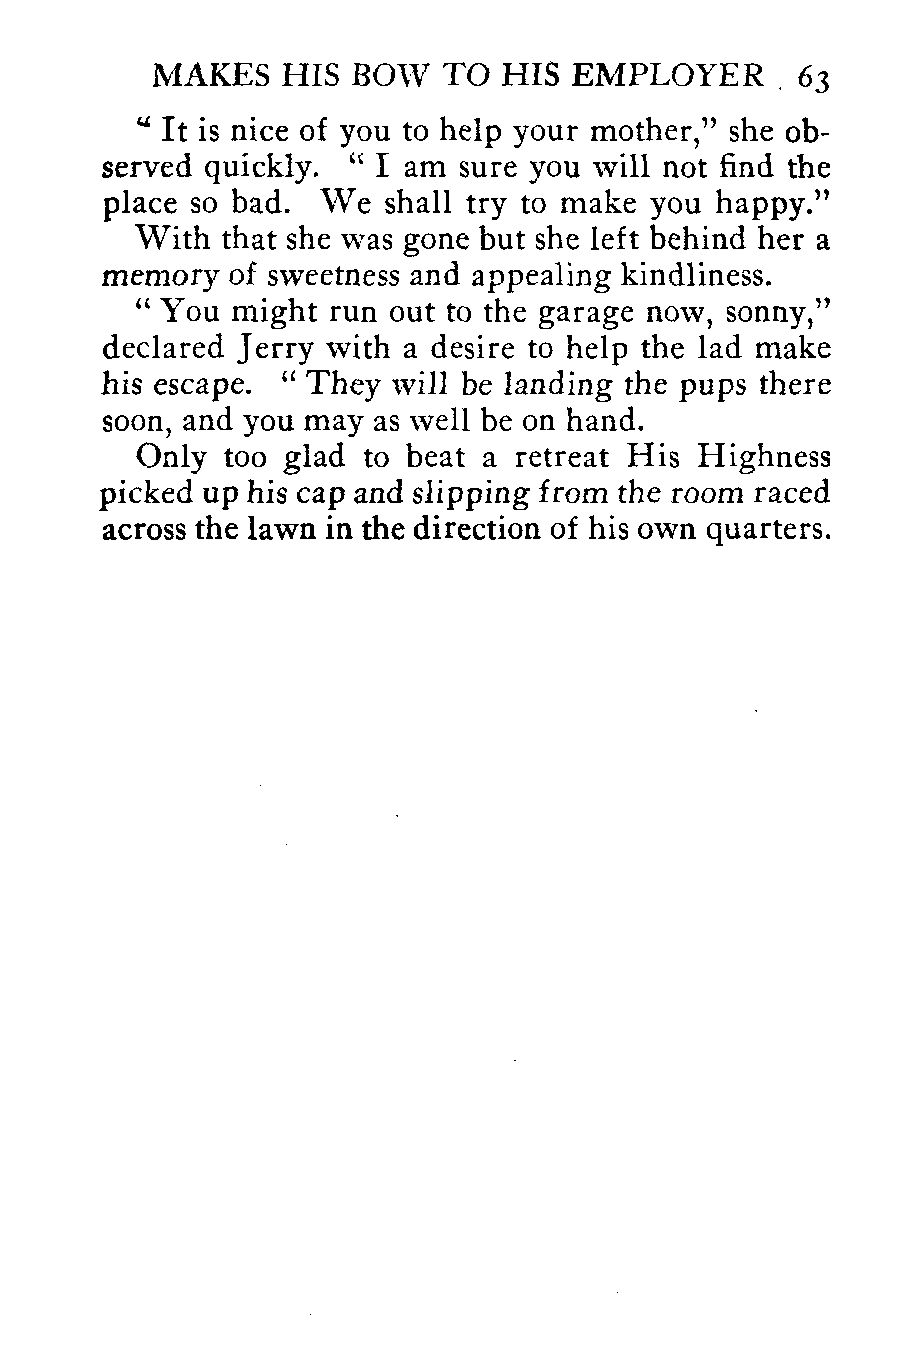 MAKES HIS BOW TO HIS EMPLOYER 63
“ It is nice of you to help your mother,” she ob-
served quickly. “ I am sure you will not find the
place so bad. We shall try to make you happy.”
With that she was gone but she left behind her a
memory of sweetness and appealing kindliness.
“ You might run out to the garage now, sonny,”
declared Jerry with a desire to help the lad make
his escape. “ They will be landing the pups there
soon, and you may as well be on hand.
Only too glad to beat a retreat His Highness
picked up his cap and slipping from the room raced
across the lawn in the direction of his own quarters.